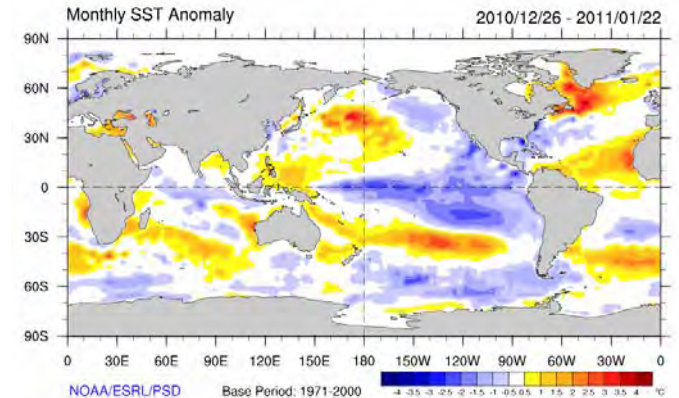 Monthly SST Anomaly 2010/12/26 - 2011/01/22
90N
60N
30N
0
30S
60S
90S
0 30E 60E 90E 120E 150E 180 150W 120W 90W 60W 30W 0
NOAA/ESRL/PSD Base Period: 1971-2000
-4 -3.5 -3 -2.5 -2 -1.5 -1 -0.5 0.5 1 1.5 2 2.5 3 3.5 4 °C